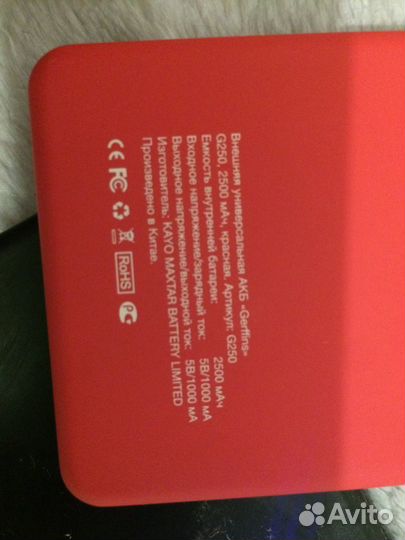 Внешняя универсальная АКБ «Gerffins»
G250, 2500 мАч, красная. Артикул: G250
Емкость внутренней батареи: 2500 мАч
Входное напряжение/зарядный ток: 5В/1000 мА
Выходное напряжение/выходной ток: 5В/1000 мА
Изготовитель: KAYO MAXTAR BATTERY LIMITED
Произведено в Китае.
CE FC RoHS РС
Avito